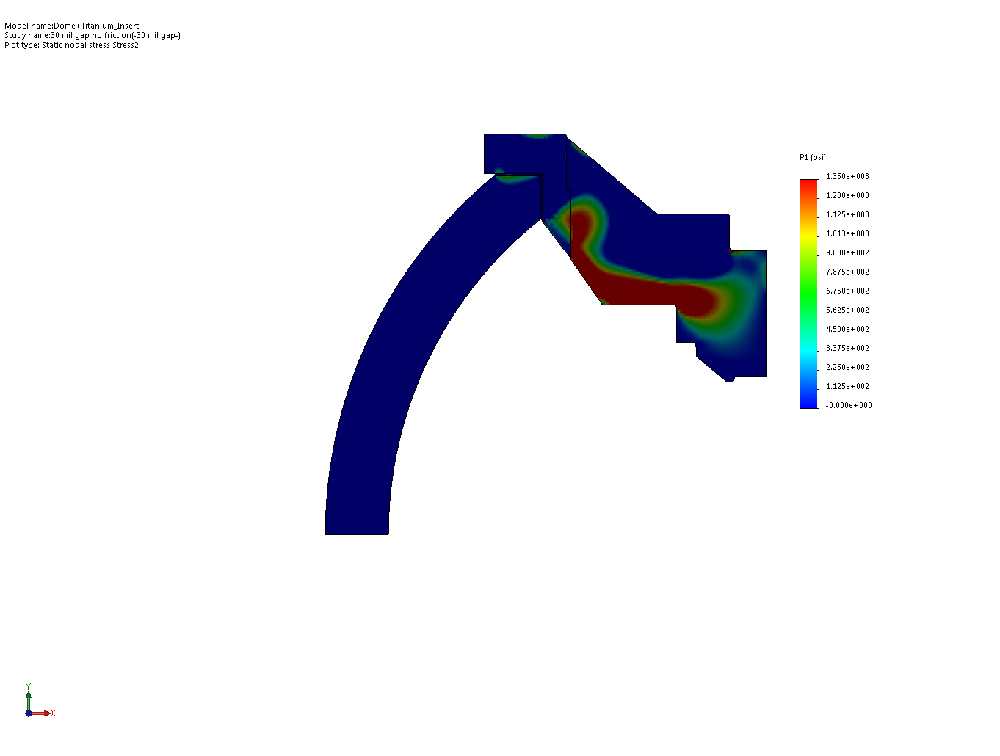 Model name:Dome+Titanium_Insert
Study name:30 mil gap no friction(-30 mil gap-)
Plot type: Static nodal stress Stress2
P1 (psi)
1.350e+003
1.238e+003
1.125e+003
1.013e+003
9.000e+002
7.875e+002
6.750e+002
5.625e+002
4.500e+002
3.375e+002
2.250e+002
1.125e+002
-0.000e+000
Y
X